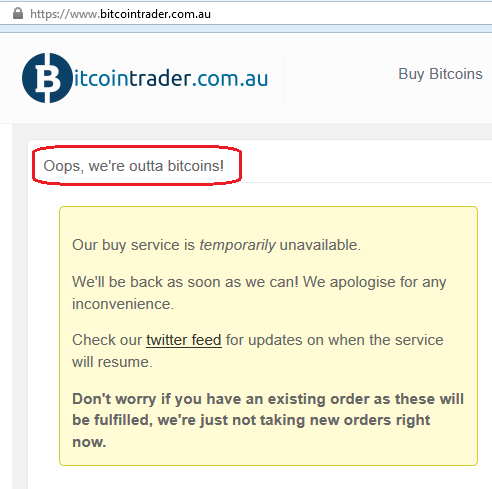 https://www.bitcointrader.com.au
Bitcointrader.com.au
Buy Bitcoins
Oops, we're outta bitcoins!
Our buy service is temporarily unavailable.
We'll be back as soon as we can! We apologise for any
inconvenience.
Check our twitter feed for updates on when the service
will resume.
Don't worry if you have an existing order as these will
be fulfilled, we're just not taking new orders right
now.